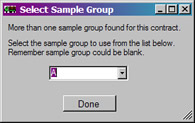 Select Sample Group
More than one sample group found for this contract.
Select the sample group to use from the list below.
Remember sample group could be blank.
A
Done